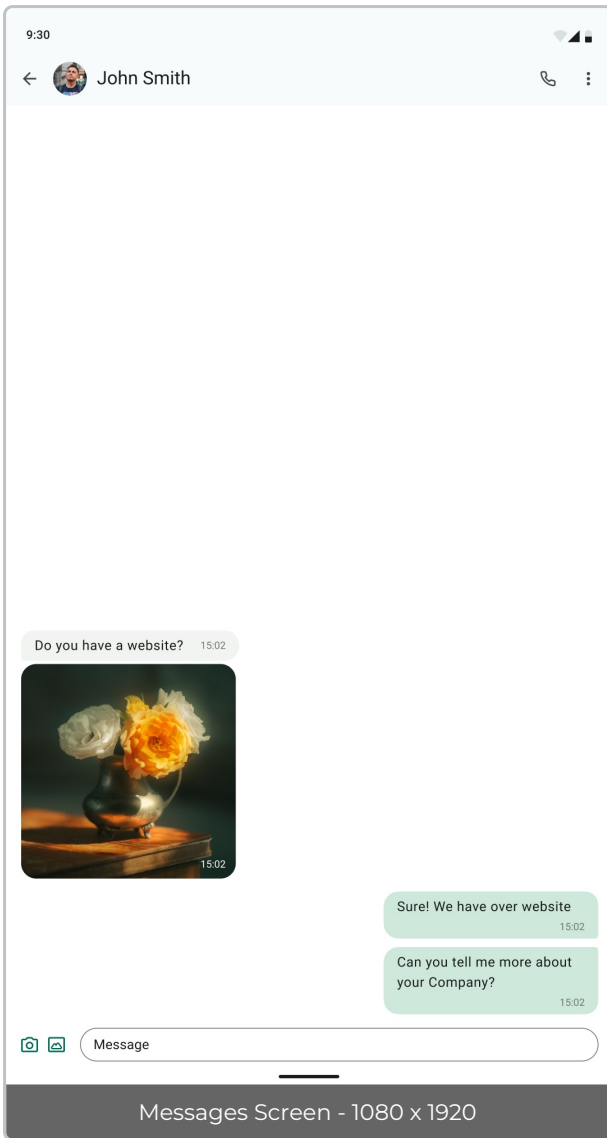 9:30
John Smith
Do you have a website? 15:02
15:02
Sure! We have over website
15:02
Can you tell me more about
your Company?
15:02
Message
Messages Screen - 1080 x 1920